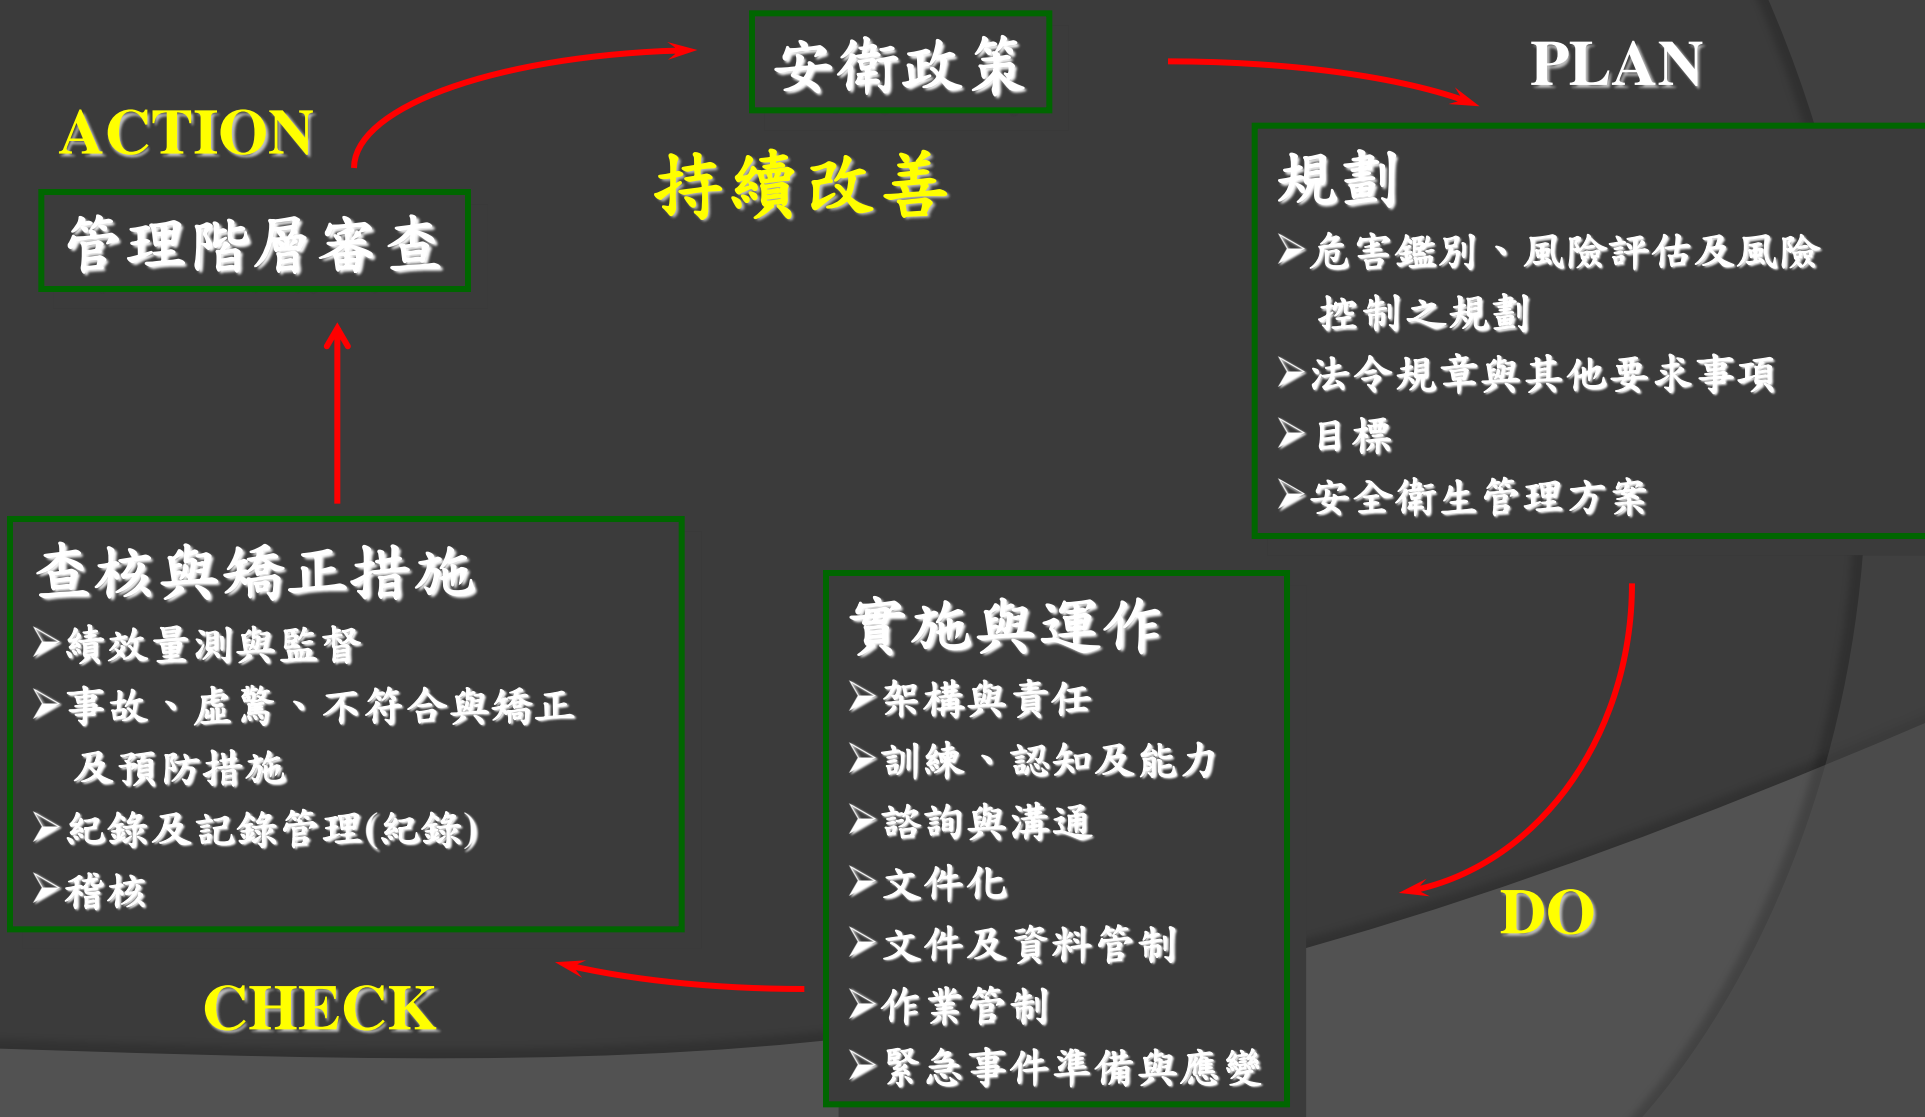 安衛政策
PLAN
ACTION
持續改善
管理階層審查
規劃
➢危害鑑別、風險評估及風險
控制之規劃
➢法令規章與其他要求事項
➢目標
➢安全衛生管理方案
查核與矯正措施
➢績效量測與監督
➢事故、虛驚、不符合與矯正
及預防措施
➢紀錄及記錄管理(紀錄)
➢稽核
實施與運作
➢架構與責任
➢訓練、認知及能力
➢諮詢與溝通
➢文件化
➢文件及資料管制
➢作業管制
➢緊急事件準備與應變
DO
CHECK